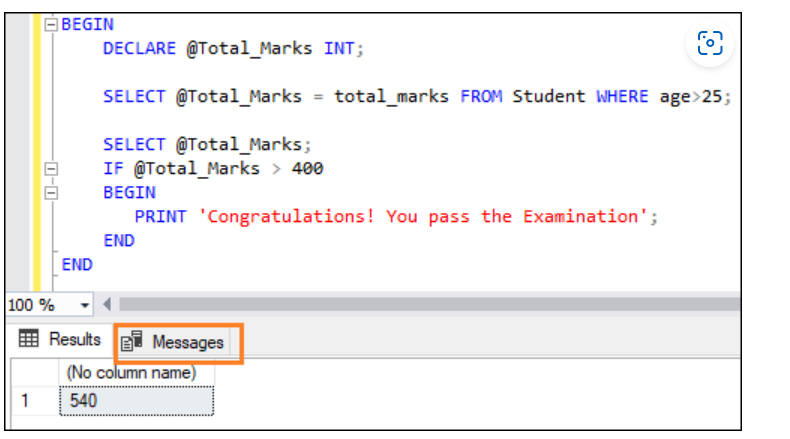 BEGIN
DECLARE @Total_Marks INT;
SELECT @Total_Marks = total_marks FROM Student WHERE age>25;
SELECT @Total_Marks;
IF @Total_Marks > 400
BEGIN
PRINT 'Congratulations! You pass the Examination';
END
END
100 %
Results Messages
(No column name)
1 540